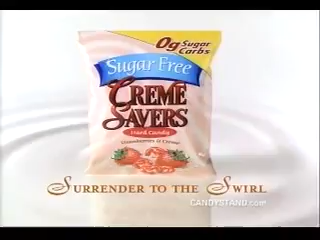 0g Sugar
Carbs
Sugar Free
CREME
SAVERS
Hard Candy
Strawberries & Creme
SURRENDER TO THE SWIRL
CANDYSTAND.COM